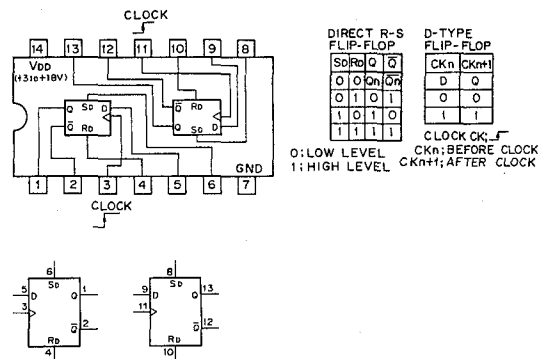 CLOCK
14 13 12 11 10 9 8
VDD
(+3 TO +18V)
Q̅ RD
Q SD
SD
Q D
Q̅
RD
GND
1 2 3 4 5 6 7
CLOCK
DIRECT R-S
FLIP-FLOP
SD RD Q Q̅
0 0 Qn Q̅n
0 1 0 1
1 0 1 0
1 1 1 1
0; LOW LEVEL
1; HIGH LEVEL
D-TYPE
FLIP-FLOP
CKn CKn+1
D Q
0 0
1 1
CLOCK CK;
CKn; BEFORE CLOCK
CKn+1; AFTER CLOCK
6
SD
5 D Q 1
3
Q̅ 2
RD
4
8
SD
9 D Q 13
11
Q̅ 12
RD
10